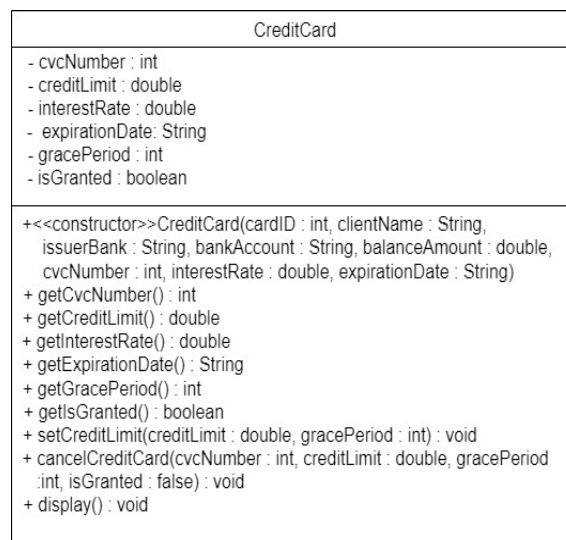 CreditCard
- cvcNumber : int
- creditLimit : double
- interestRate : double
- expirationDate: String
- gracePeriod : int
- isGranted : boolean
+<<constructor>>CreditCard(cardID : int, clientName : String,
issuerBank : String, bankAccount : String, balanceAmount : double,
cvcNumber : int, interestRate : double, expirationDate : String)
+ getCvcNumber() : int
+ getCreditLimit() : double
+ getInterestRate() : double
+ getExpirationDate() : String
+ getGracePeriod() : int
+ getIsGranted() : boolean
+ setCreditLimit(creditLimit : double, gracePeriod : int) : void
+ cancelCreditCard(cvcNumber : int, creditLimit : double, gracePeriod
:int, isGranted : false) : void
+ display() : void